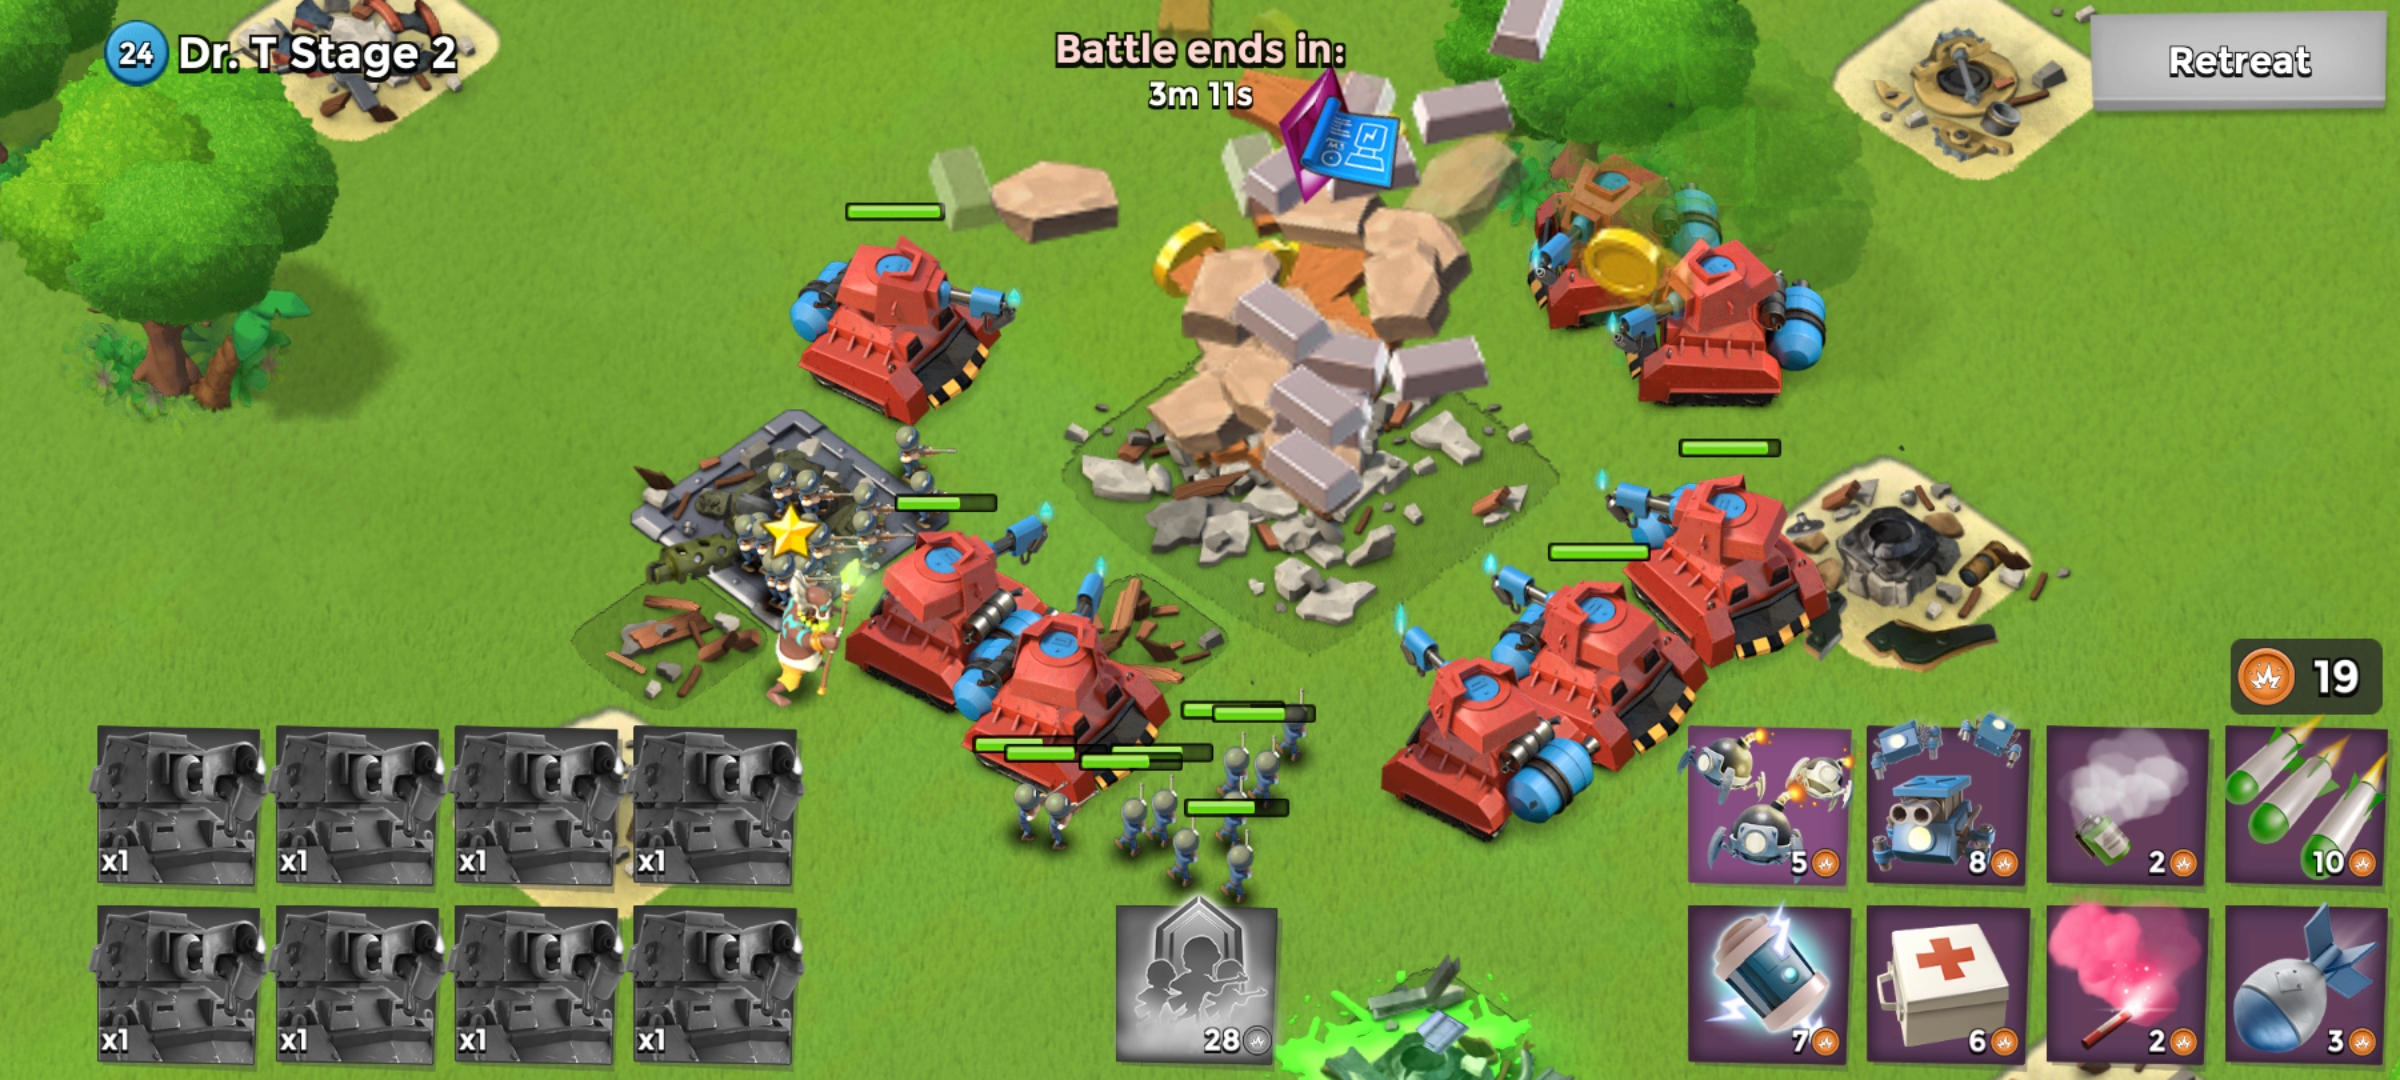 24 Dr. T Stage 2
Battle ends in:
3m 11s
Retreat
19
x1 x1 x1 x1
5 8 2 10
x1 x1 x1 x1
28
7 6 2 3